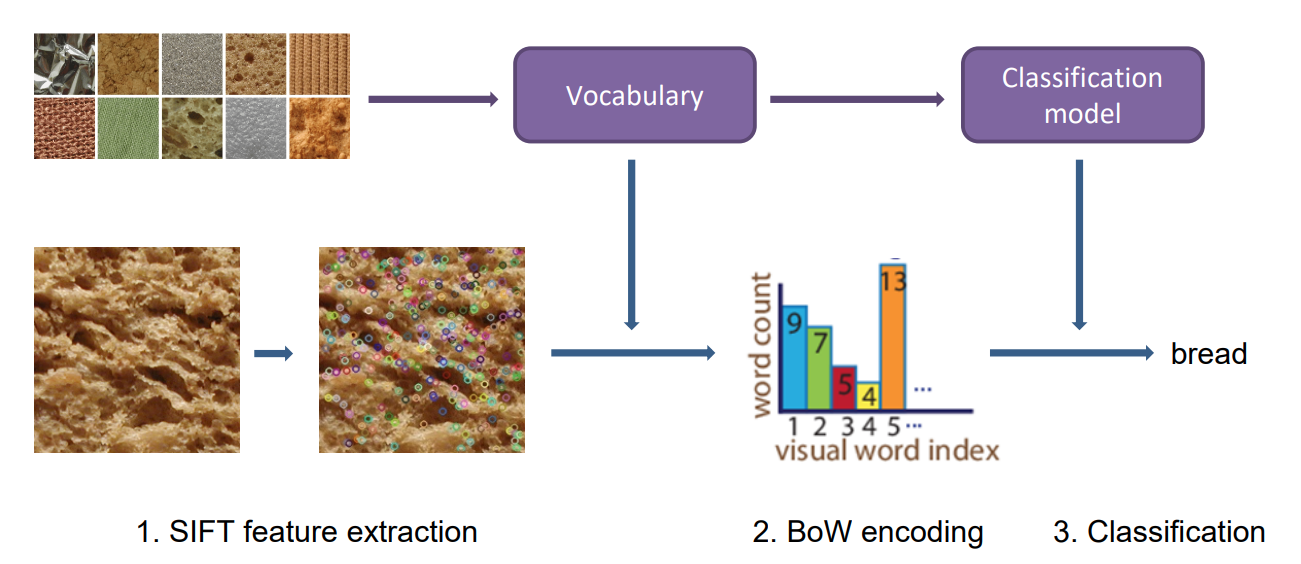 Vocabulary
Classification
model
word count
9
7
5
4
13
...
1 2 3 4 5 ...
visual word index
bread
1. SIFT feature extraction
2. BoW encoding
3. Classification